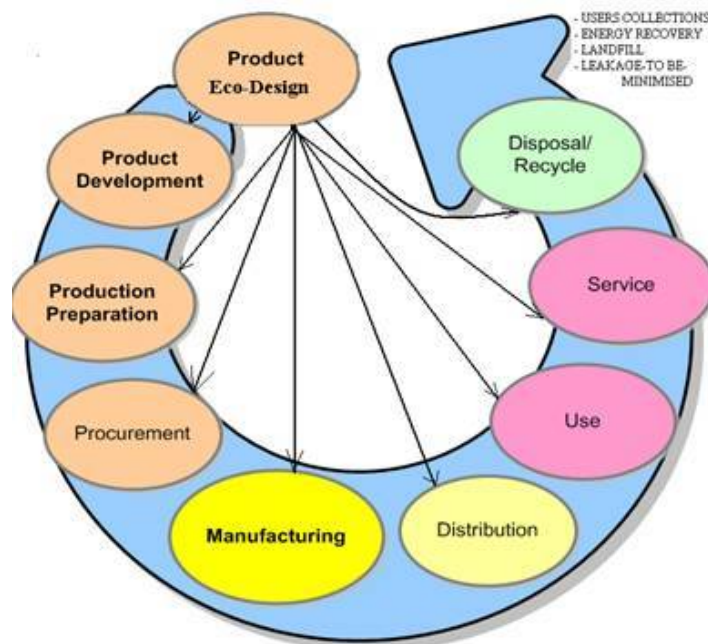 - USERS COLLECTIONS
- ENERGY RECOVERY
- LANDFILL
- LEAKAGE-TO BE-
MINIMISED
Product
Eco-Design
Product
Development
Production
Preparation
Procurement
Manufacturing
Distribution
Use
Service
Disposal/
Recycle